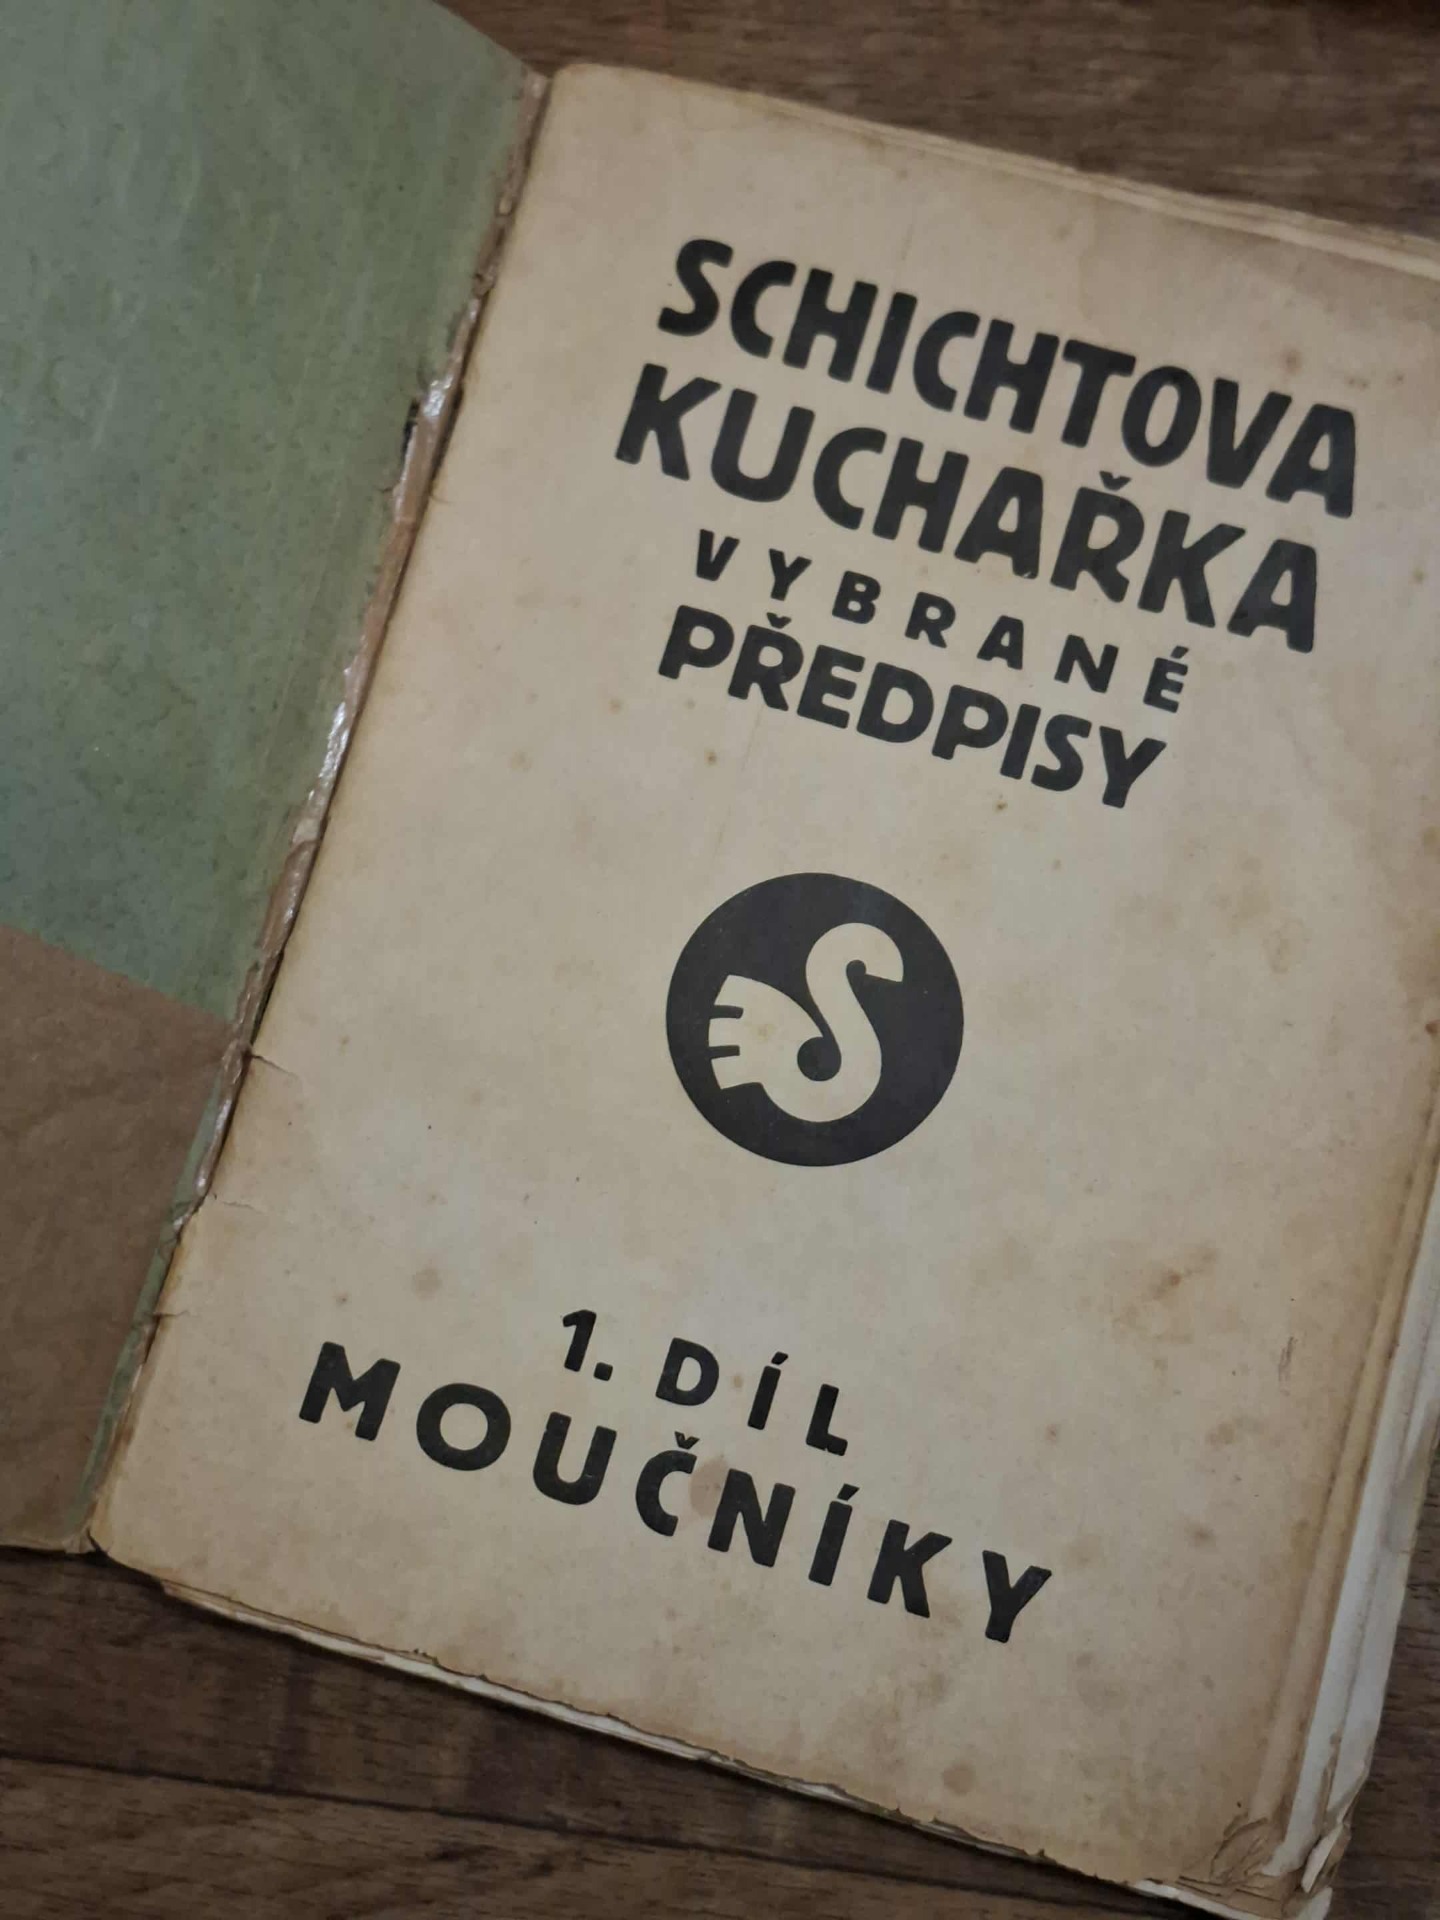 SCHICHTOVA
KUCHAŘKA
VYBRANÉ
PŘEDPISY
S
1. DÍL
MOUČNÍKY